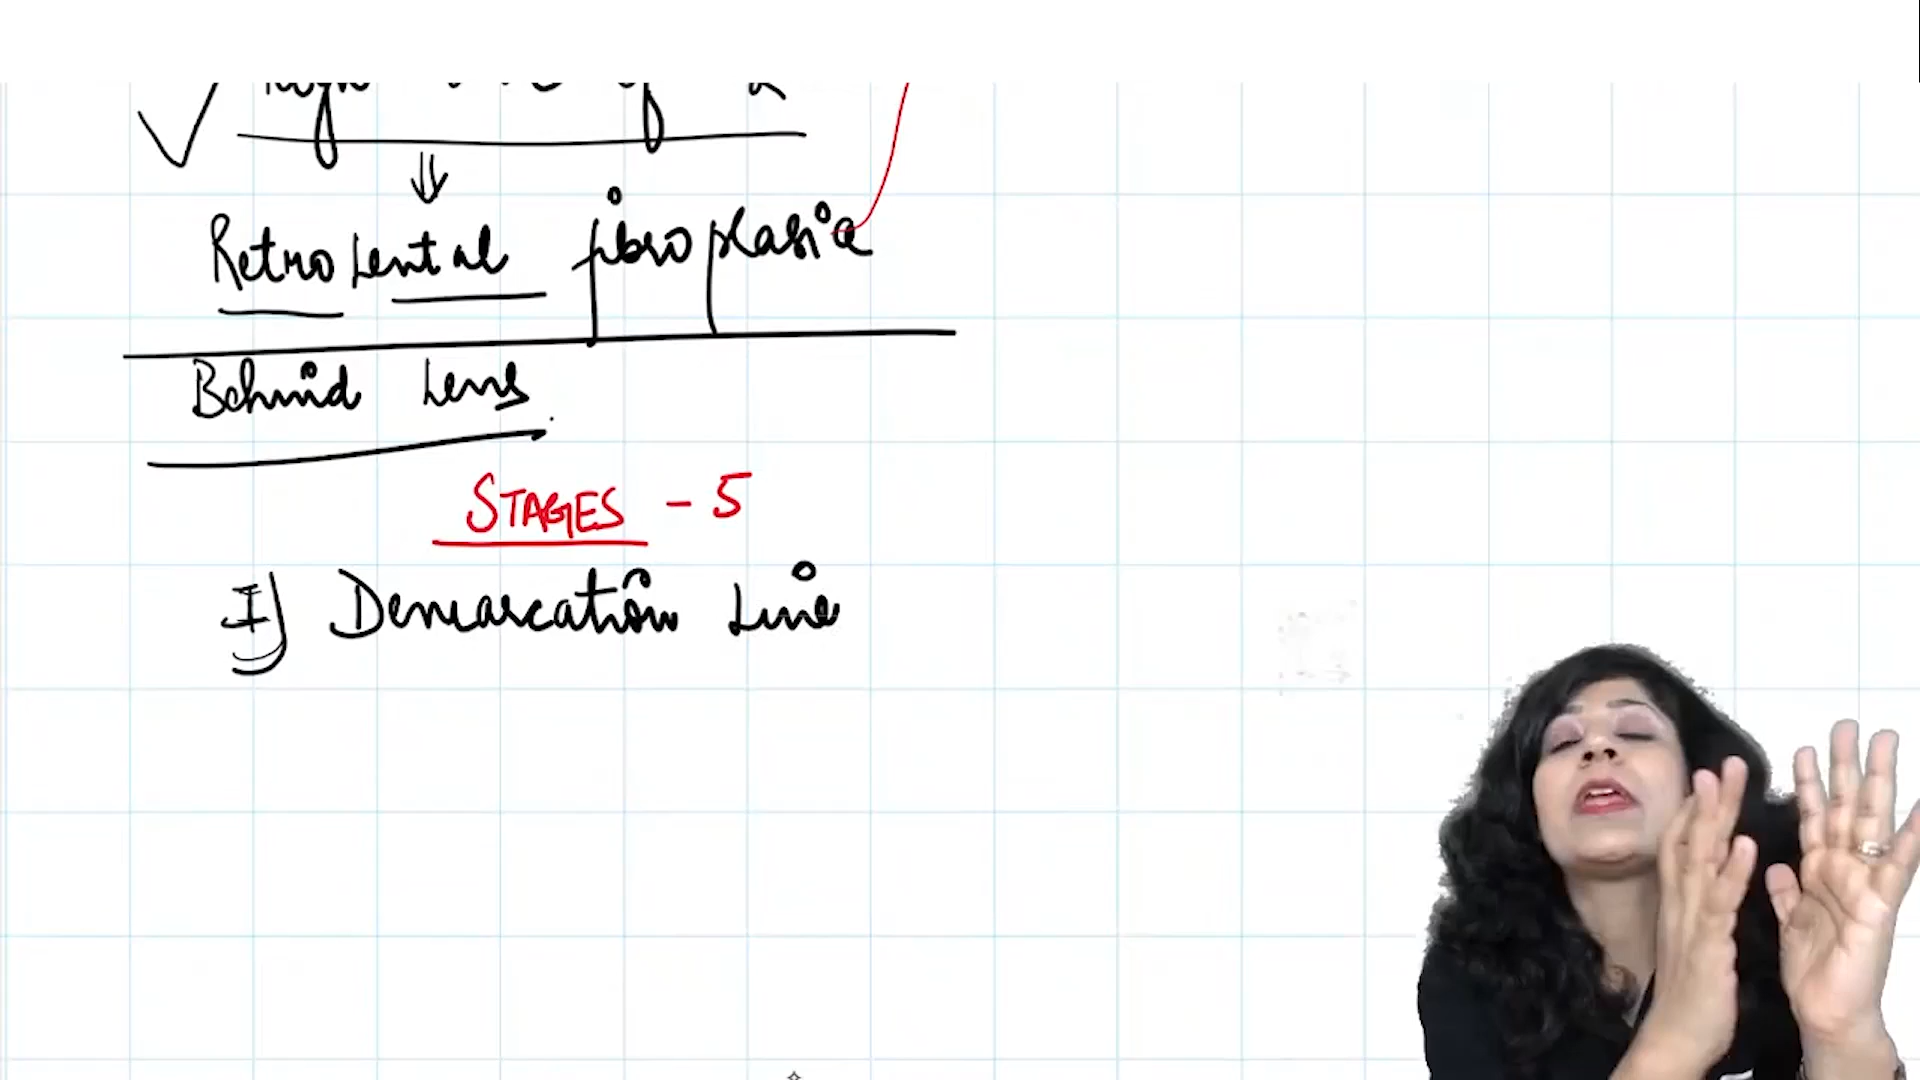 Retro Lental fibroplasia
Behind Lens
STAGES - 5
I) Demarcation Line